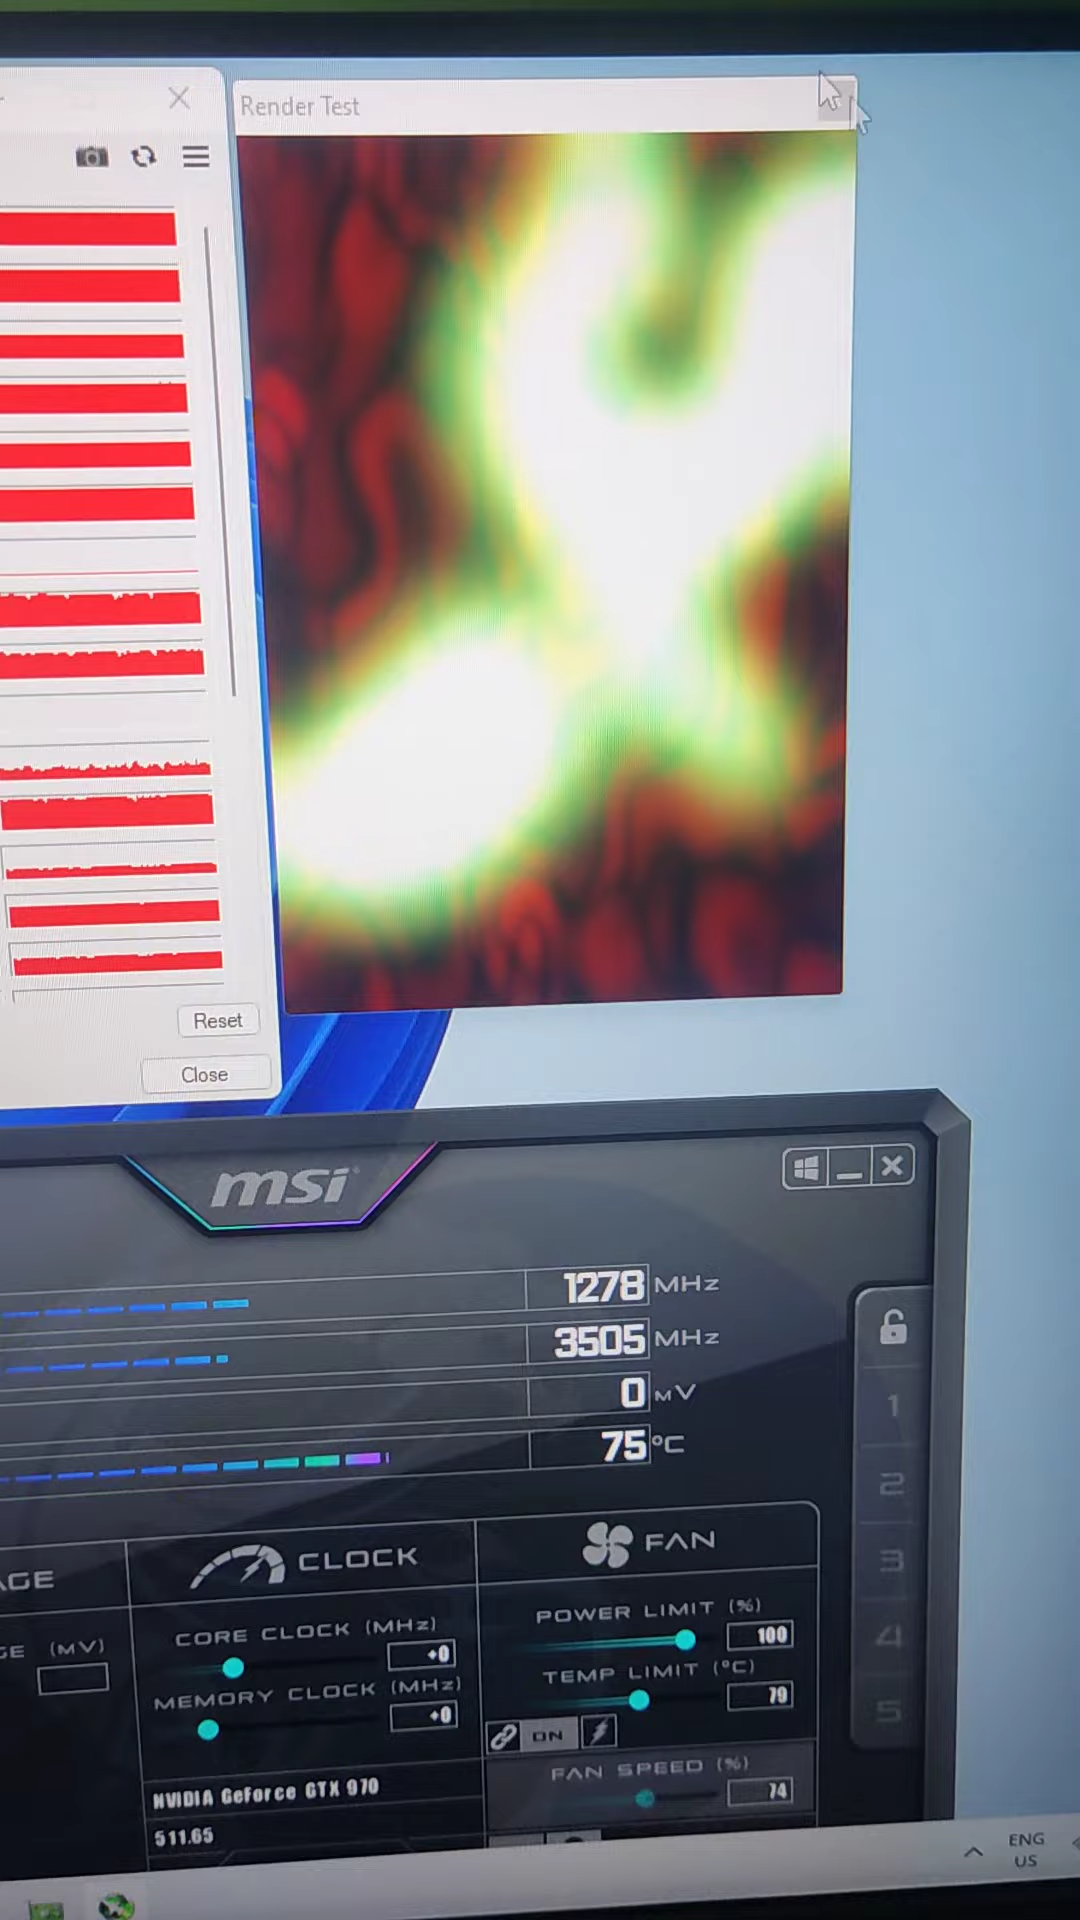 Render Test
Reset
Close
msi
1278 MHz
3505 MHz
0 MV
75 °C
1
2
3
4
5
CLOCK
FAN
CORE CLOCK (MHz)
+0
MEMORY CLOCK (MHz)
+0
(MV)
POWER LIMIT (%)
100
TEMP LIMIT (°C)
79
ON
FAN SPEED (%)
74
NVIDIA GeForce GTX 970
511.65
ENG
US